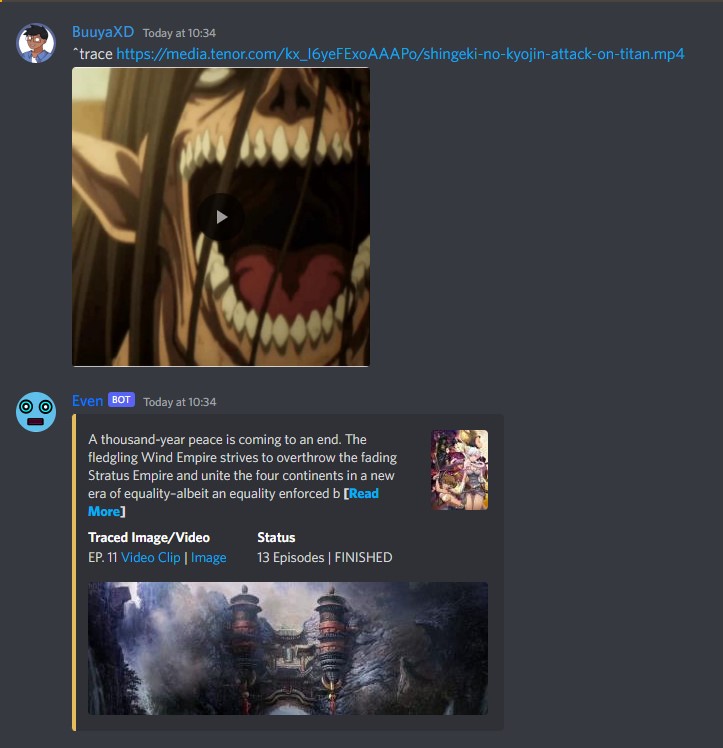 BuuyaXD Today at 10:34
^trace https://media.tenor.com/kx_I6yeFExoAAAPo/shingeki-no-kyojin-attack-on-titan.mp4
Even BOT Today at 10:34
A thousand-year peace is coming to an end. The
fledgling Wind Empire strives to overthrow the fading
Stratus Empire and unite the four continents in a new
era of equality–albeit an equality enforced b [Read
More]
Traced Image/Video Status
EP. 11 Video Clip | Image 13 Episodes | FINISHED